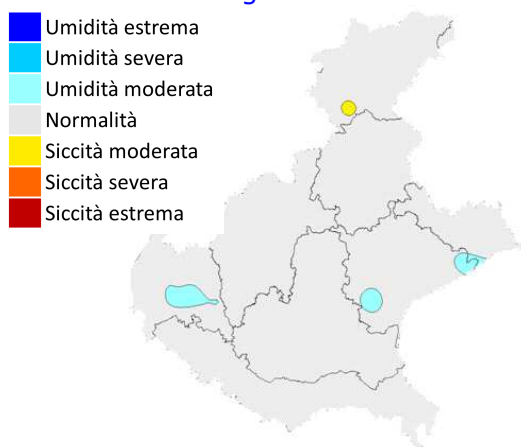 Umidità estrema
Umidità severa
Umidità moderata
Normalità
Siccità moderata
Siccità severa
Siccità estrema